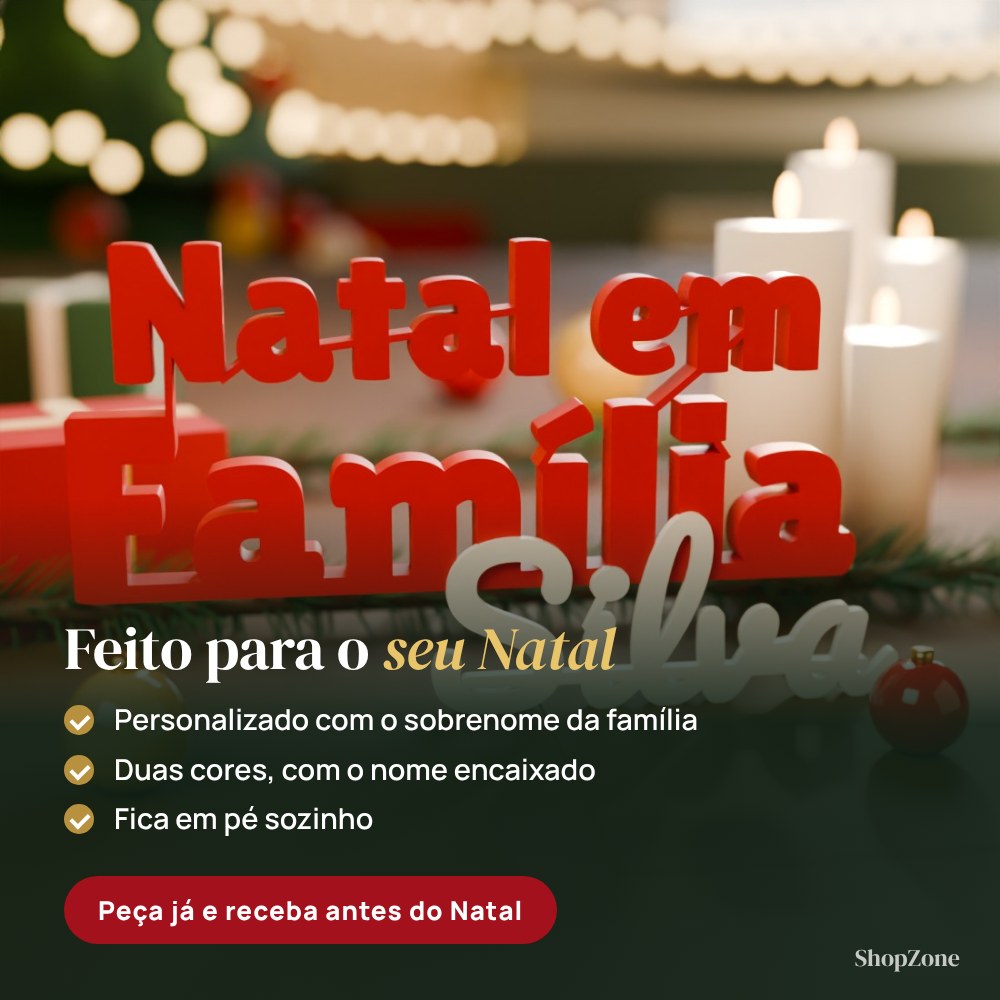 Natal em
Família
Silva
Feito para o seu Natal
Personalizado com o sobrenome da família
Duas cores, com o nome encaixado
Fica em pé sozinho
Peça já e receba antes do Natal
ShopZone